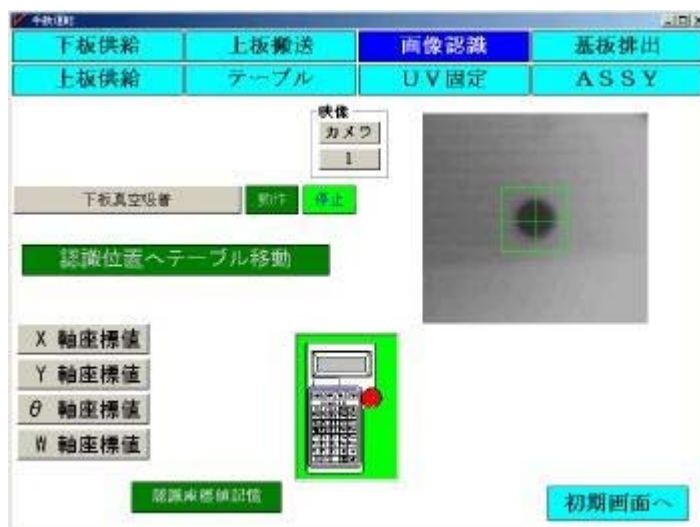 手動運転
下板供給 上板搬送 画像認識 基板排出
上板供給 テーブル UV固定 ASSY
映像
カメラ
1
下板真空吸着 動作 停止
認識位置へテーブル移動
X 軸座標値
Y 軸座標値
θ 軸座標値
W 軸座標値
認識座標値記憶
初期画面へ